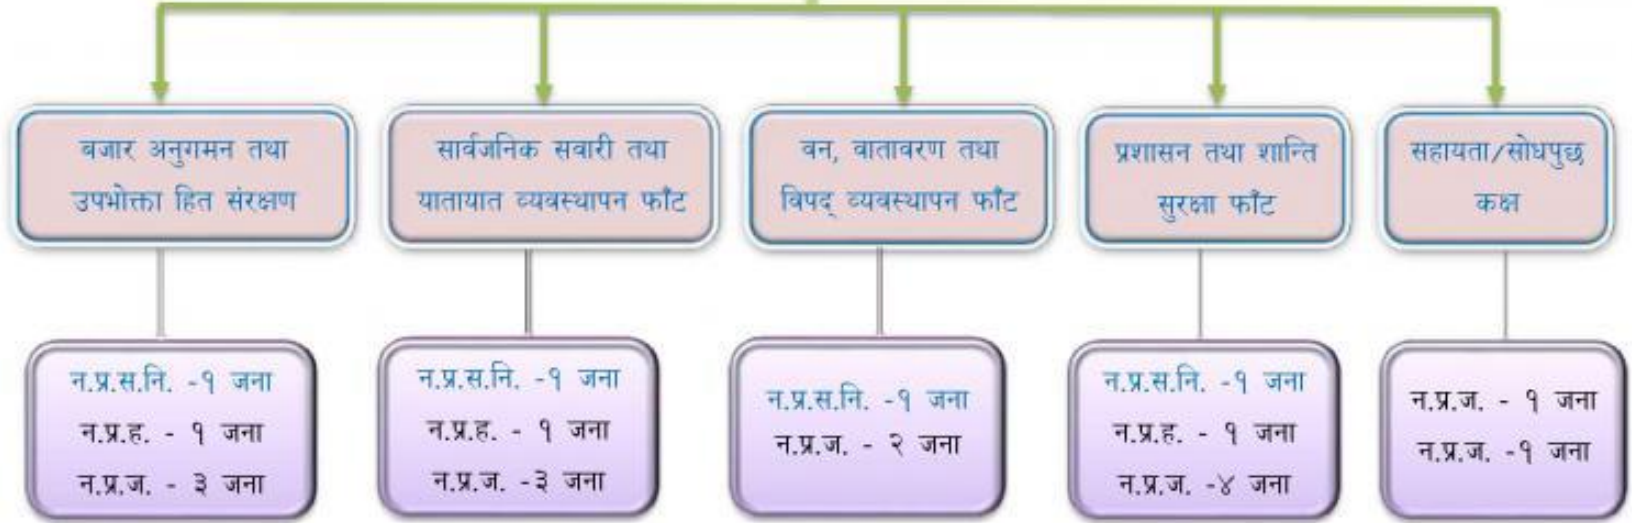 बजार अनुगमन तथा
उपभोक्ता हित संरक्षण
सार्वजनिक सवारी तथा
यातायात व्यवस्थापन फाँट
वन, वातावरण तथा
विपद् व्यवस्थापन फाँट
प्रशासन तथा शान्ति
सुरक्षा फाँट
सहायता/सोधपुछ
कक्ष
न.प्र.स.नि. -१ जना
न.प्र.ह. - १ जना
न.प्र.ज. - ३ जना
न.प्र.स.नि. -१ जना
न.प्र.ह. - १ जना
न.प्र.ज. -३ जना
न.प्र.स.नि. -१ जना
न.प्र.ज. - २ जना
न.प्र.स.नि. -१ जना
न.प्र.ह. - १ जना
न.प्र.ज. -४ जना
न.प्र.ज. - १ जना
न.प्र.ज. -१ जना